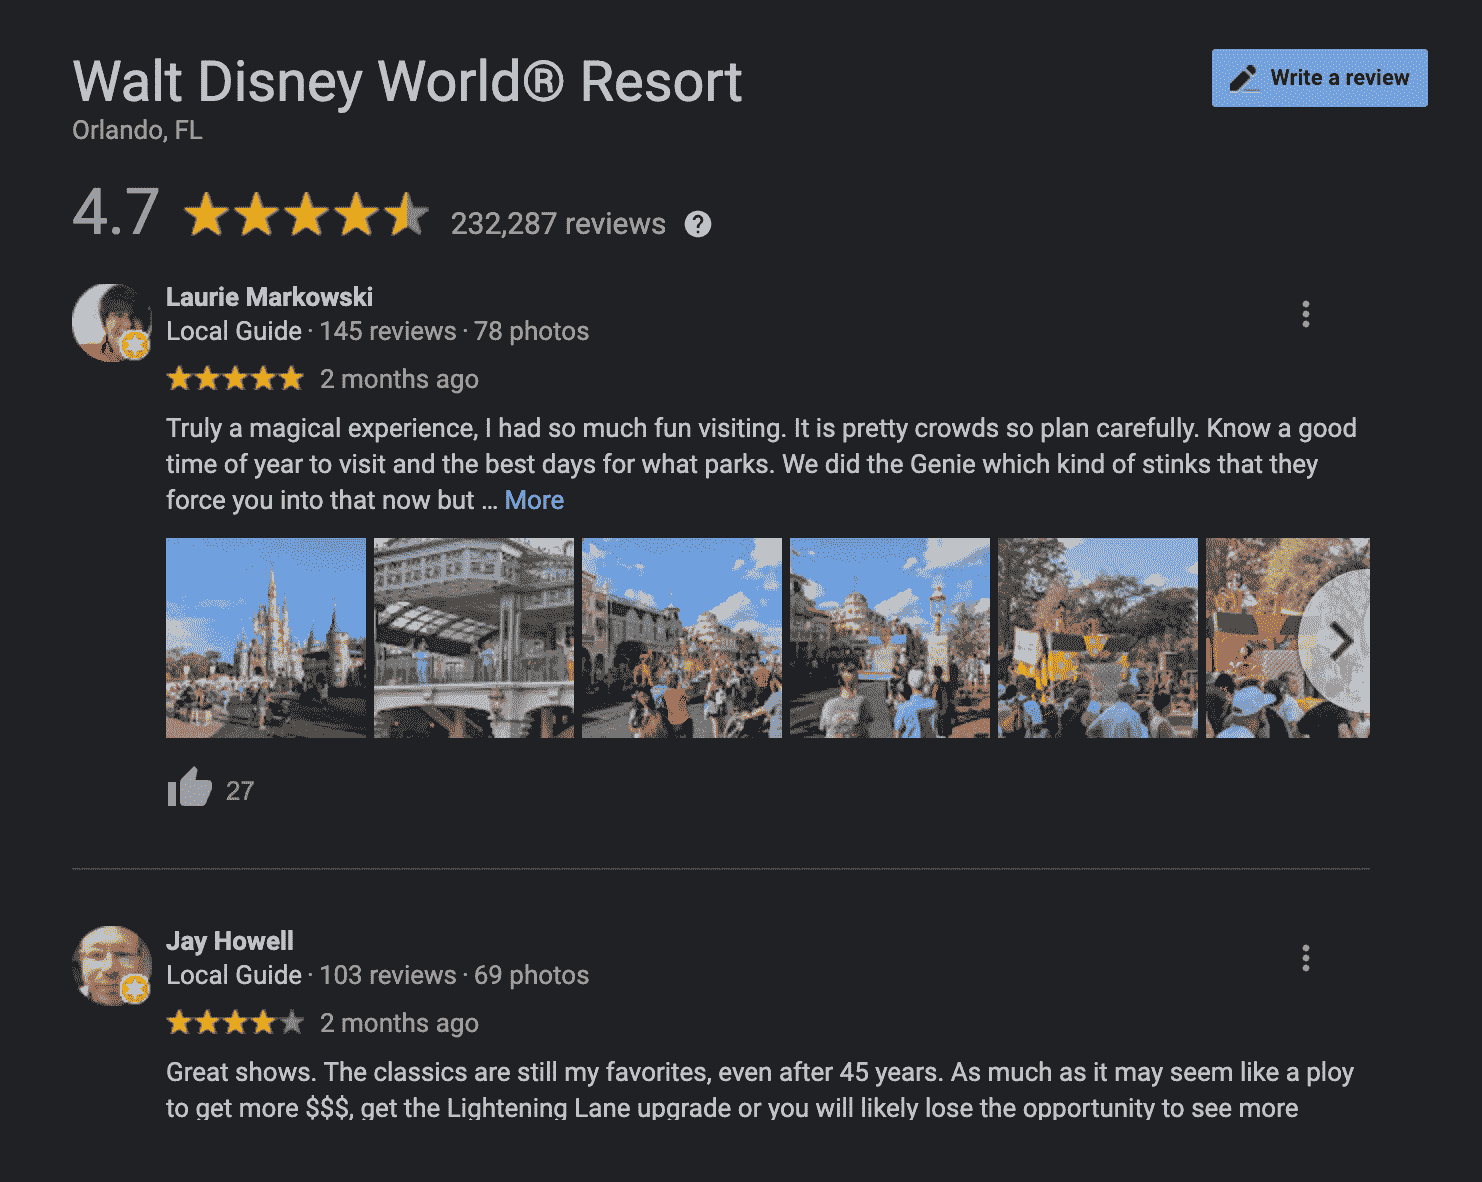 Walt Disney World® Resort
Write a review
Orlando, FL
4.7 232,287 reviews ?
Laurie Markowski
Local Guide · 145 reviews · 78 photos
2 months ago
Truly a magical experience, I had so much fun visiting. It is pretty crowds so plan carefully. Know a good
time of year to visit and the best days for what parks. We did the Genie which kind of stinks that they
force you into that now but ... More
27
Jay Howell
Local Guide · 103 reviews · 69 photos
2 months ago
Great shows. The classics are still my favorites, even after 45 years. As much as it may seem like a ploy
to get more $$$, get the Lightening Lane upgrade or you will likely lose the opportunity to see more